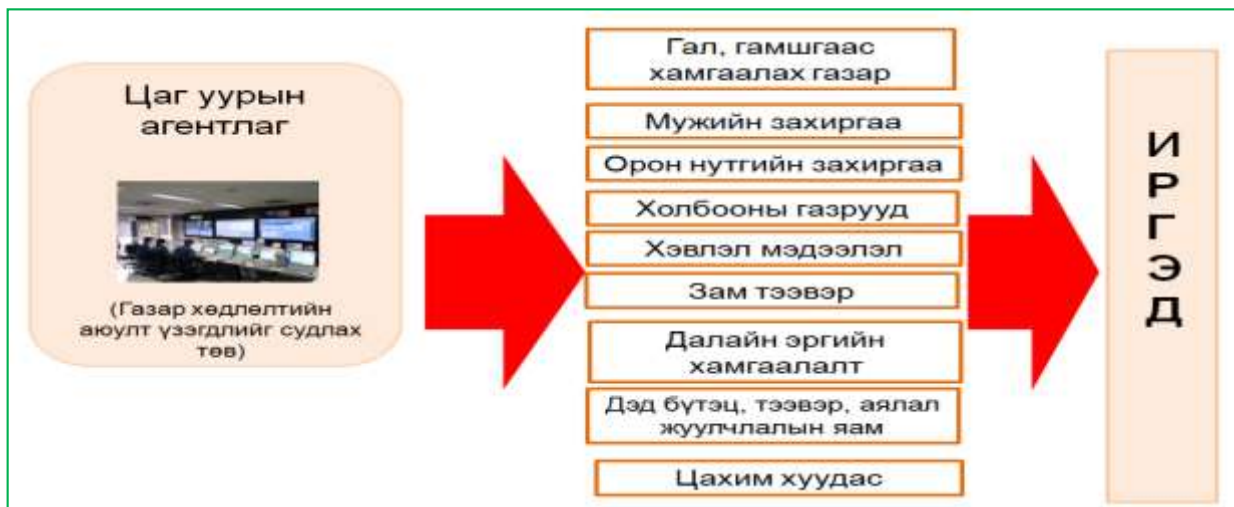 Цаг уурын
агентлаг
(Газар хөдлөлтийн
аюулт үзэгдлийг судлах
төв)
Гал, гамшгаас
хамгаалах газар
Мужийн захиргаа
Орон нутгийн захиргаа
Холбооны газрууд
Хэвлэл мэдээлэл
Зам тээвэр
Далайн эргийн
хамгаалалт
Дэд бүтэц, тээвэр, аялал
жуулчлалын яам
Цахим хуудас
И
Р
Г
Э
Д